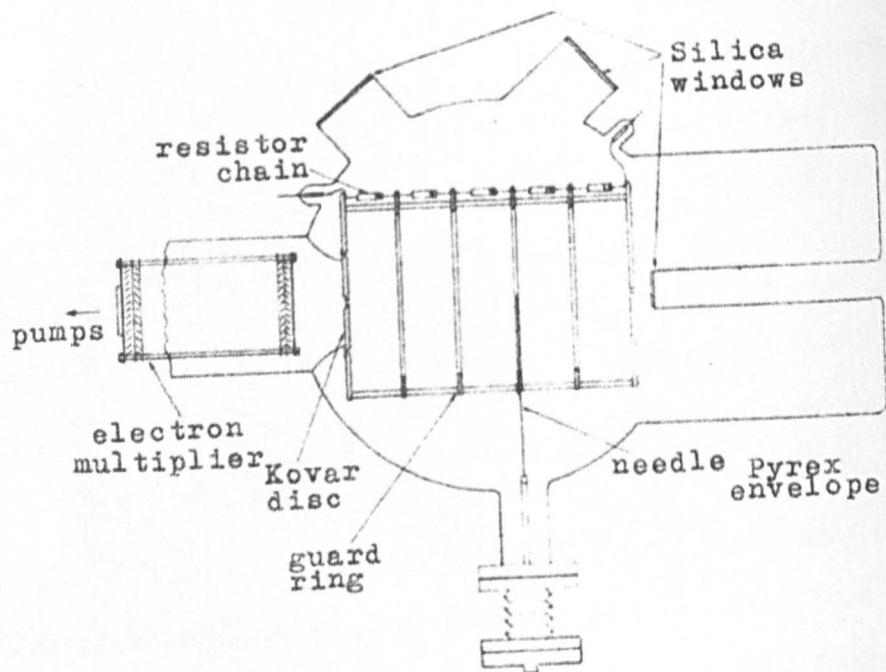 Silica
windows
resistor
chain
pumps
electron
multiplier
Kovar
disc
needle
Pyrex
envelope
guard
ring